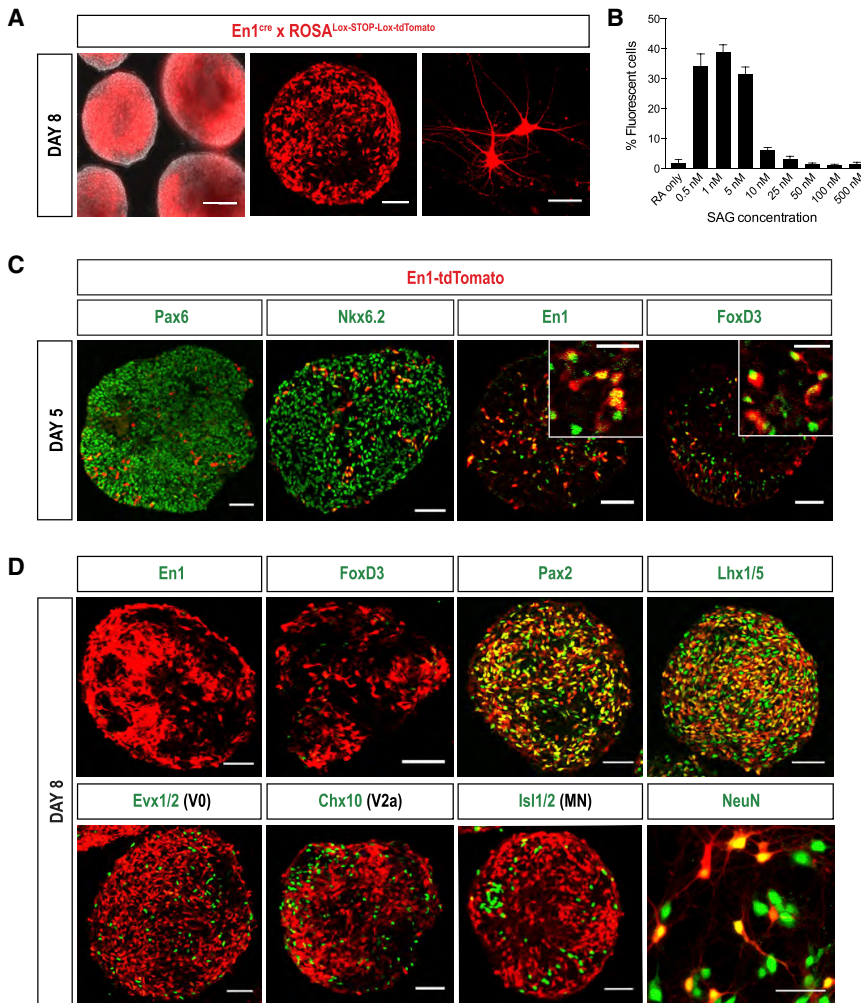 A
En1cre x ROSALox-STOP-Lox-tdTomato
DAY 8
B
% Fluorescent cells
50
40
30
20
10
0
RA only
0.5 nM
1 nM
5 nM
10 nM
25 nM
50 nM
100 nM
500 nM
SAG concentration
C
En1-tdTomato
Pax6
Nkx6.2
En1
FoxD3
DAY 5
D
En1
FoxD3
Pax2
Lhx1/5
DAY 8
Evx1/2 (V0)
Chx10 (V2a)
Isl1/2 (MN)
NeuN